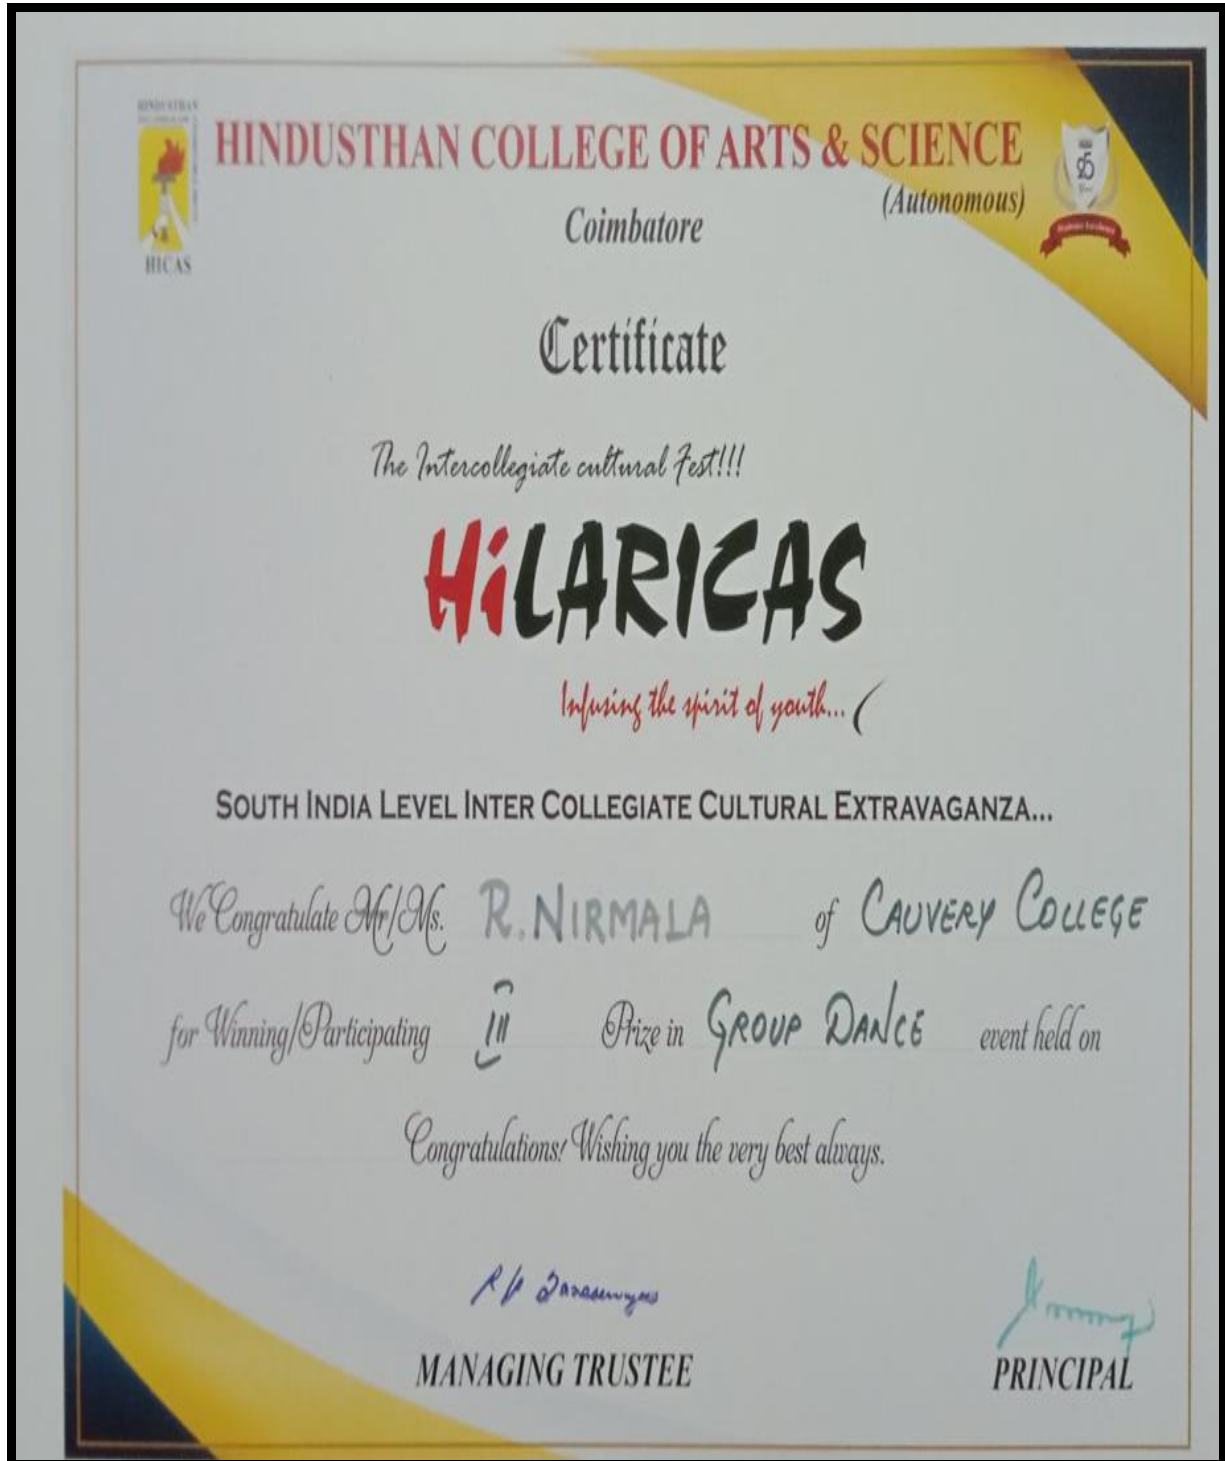 HINDUSTHAN
HICAS
HINDUSTHAN COLLEGE OF ARTS & SCIENCE
(Autonomous)
Coimbatore
25
Certificate
The Intercollegiate cultural Fest!!!
HiLARICAS
Infusing the spirit of youth...
SOUTH INDIA LEVEL INTER COLLEGIATE CULTURAL EXTRAVAGANZA...
We Congratulate Mr/Ms. R. NIRMALA of CAUVERY COLLEGE
for Winning/Participating III Prize in GROUP DANCE event held on
Congratulations! Wishing you the very best always.
MANAGING TRUSTEE
PRINCIPAL